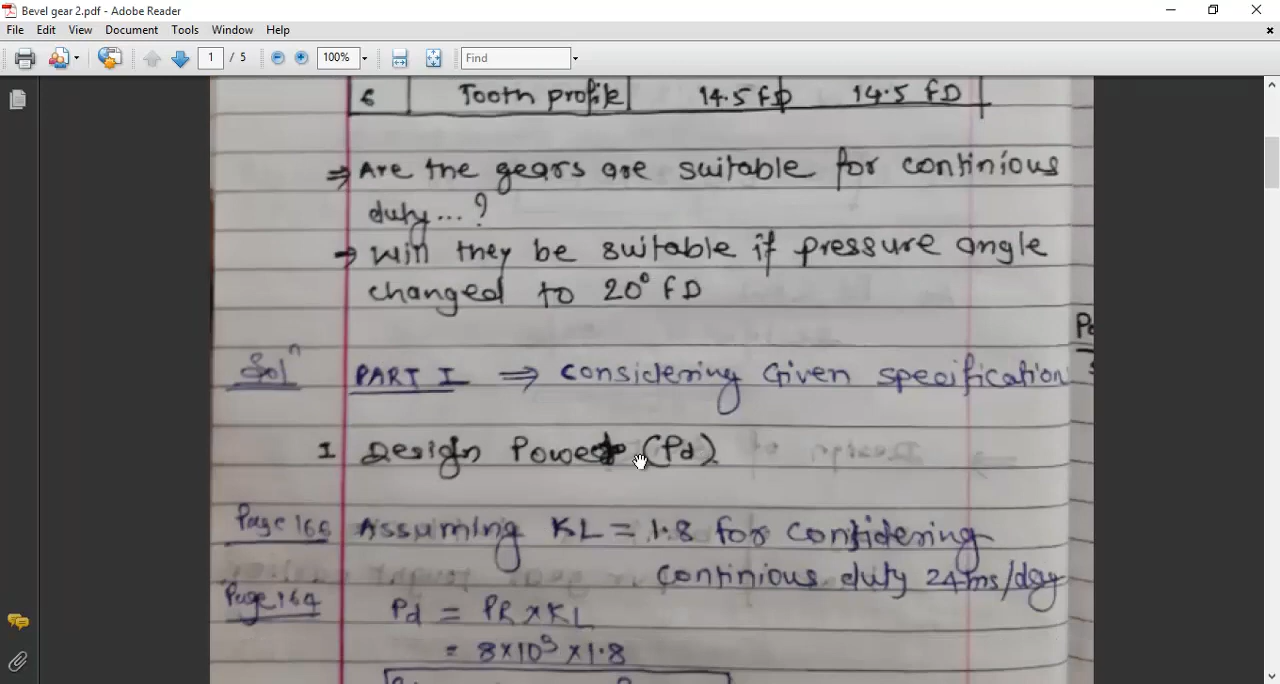 Bevel gear 2.pdf - Adobe Reader
File Edit View Document Tools Window Help
1 / 5 100% Find
6 Tooth profile 14.5 FD 14.5 FD
⇒ Are the gears are suitable for continious
duty...?
→ Will they be suitable if pressure angle
changed to 20° FD
Solⁿ PART I ⇒ Considering Given specification
I Design Power (Pd)
Page 166 Assuming KL = 1.8 for Considering
continious duty 24 hrs/day
Page 164 Pd = PR × KL
= 8×10³ × 1.8